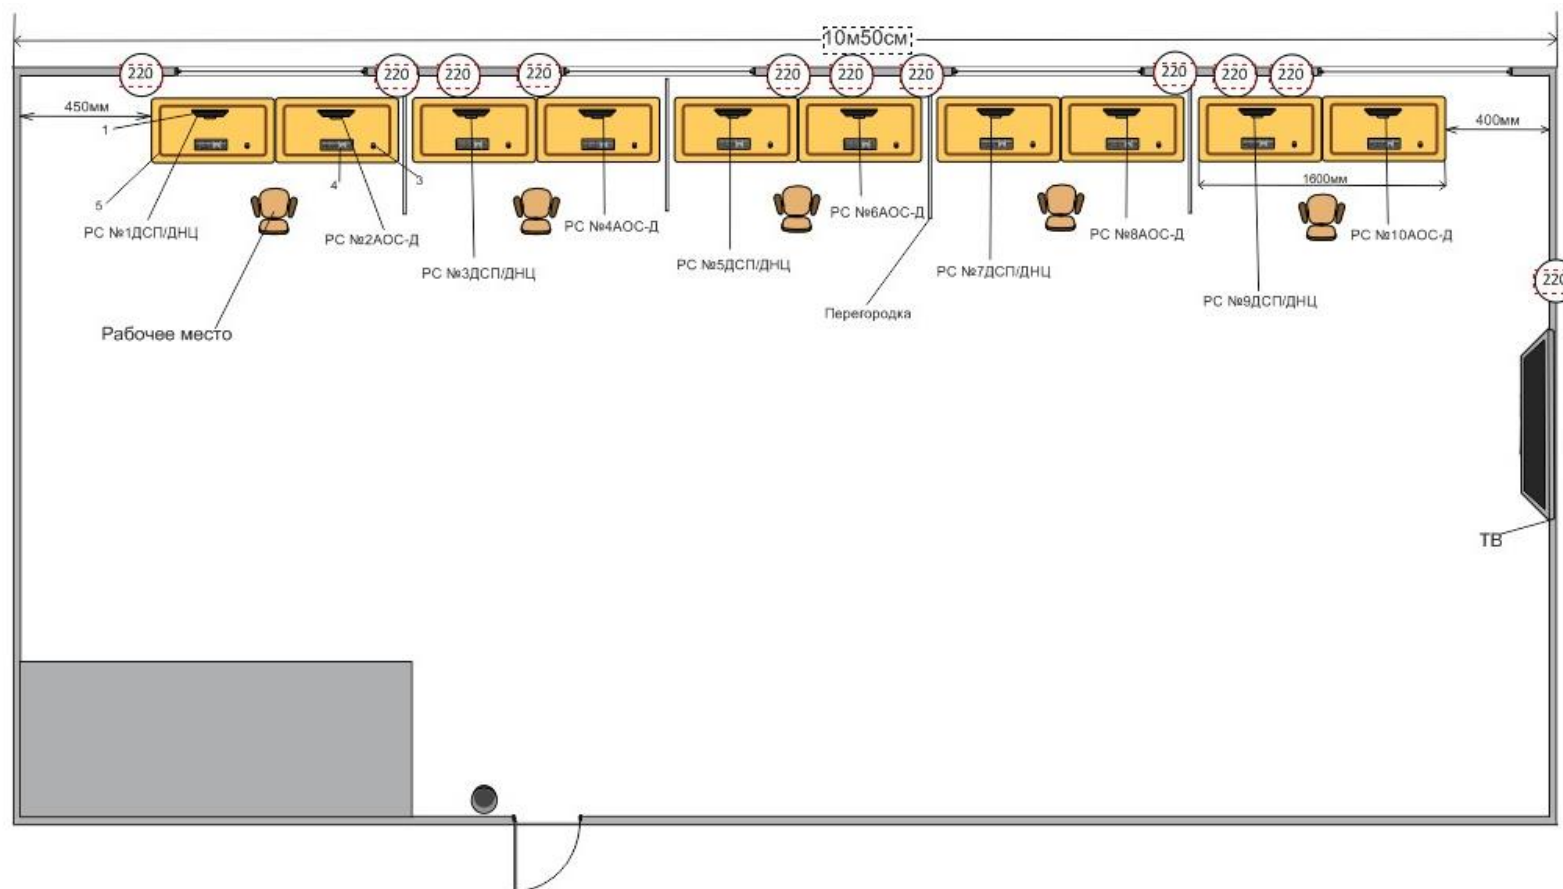 10м50см
220
220
220
220
220
220
220
220
220
220
450мм
1
400мм
4
3
1600мм
5
РС №1ДСП/ДНЦ
РС №2АОС-Д
РС №3ДСП/ДНЦ
РС №4АОС-Д
РС №5ДСП/ДНЦ
РС №6АОС-Д
РС №7ДСП/ДНЦ
РС №8АОС-Д
РС №9ДСП/ДНЦ
РС №10АОС-Д
220
Перегородка
Рабочее место
ТВ